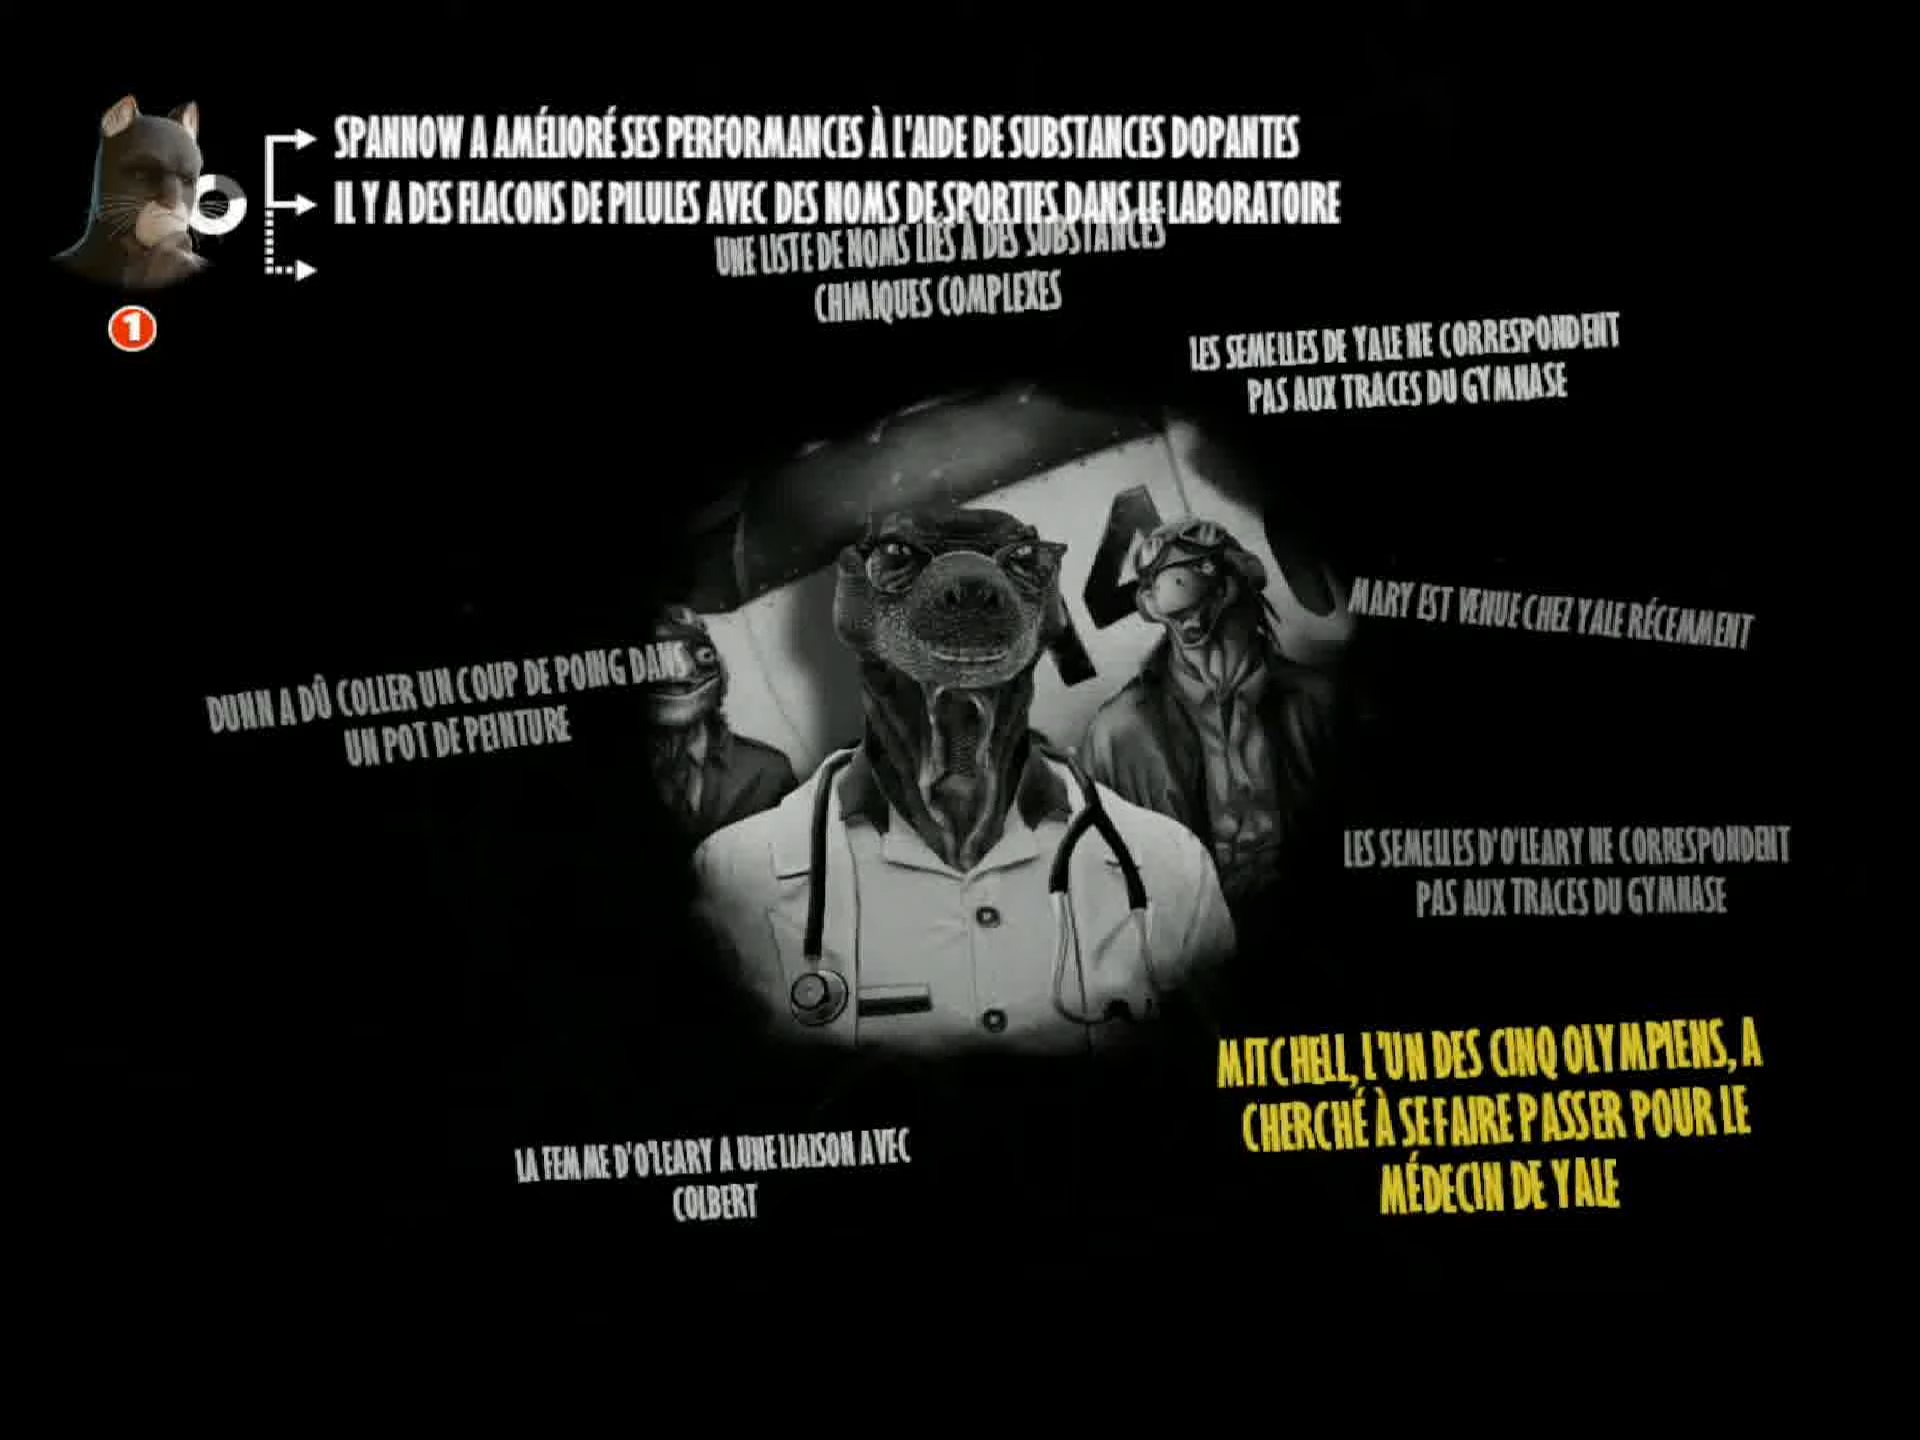 SPANNOW A AMÉLIORÉ SES PERFORMANCES À L'AIDE DE SUBSTANCES DOPANTES
IL Y A DES FLACONS DE PILULES AVEC DES NOMS DE SPORTIFS DANS LE LABORATOIRE
UNE LISTE DE NOMS LIÉS À DES SUBSTANCES
CHIMIQUES COMPLEXES
1
LES SEMELLES DE YALE NE CORRESPONDENT
PAS AUX TRACES DU GYMNASE
MARY EST VENUE CHEZ YALE RÉCEMMENT
DUNN A DÛ COLLER UN COUP DE POING DANS
UN POT DE PEINTURE
LES SEMELLES D'O'LEARY NE CORRESPONDENT
PAS AUX TRACES DU GYMNASE
MITCHELL, L'UN DES CINQ OLYMPIENS, A
CHERCHÉ À SE FAIRE PASSER POUR LE
MÉDECIN DE YALE
LA FEMME D'O'LEARY A UNE LIAISON AVEC
COLBERT